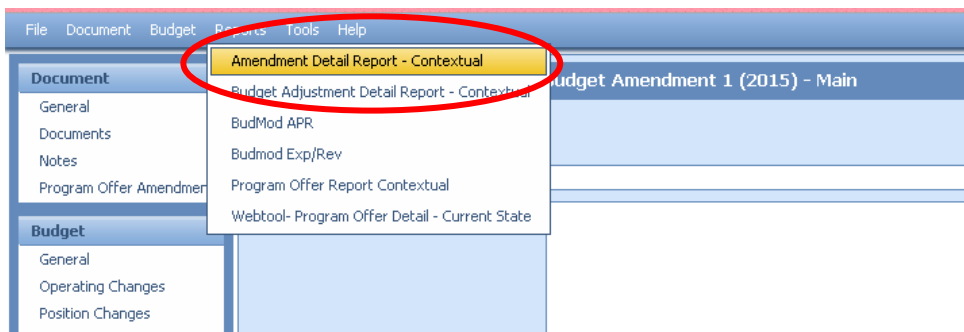 File Document Budget Reports Tools Help
Amendment Detail Report - Contextual
Budget Adjustment Detail Report - Contextual
BudMod APR
Budmod Exp/Rev
Program Offer Report Contextual
Webtool- Program Offer Detail - Current State
udget Amendment 1 (2015) - Main
Document
General
Documents
Notes
Program Offer Amendmen
Budget
General
Operating Changes
Position Changes